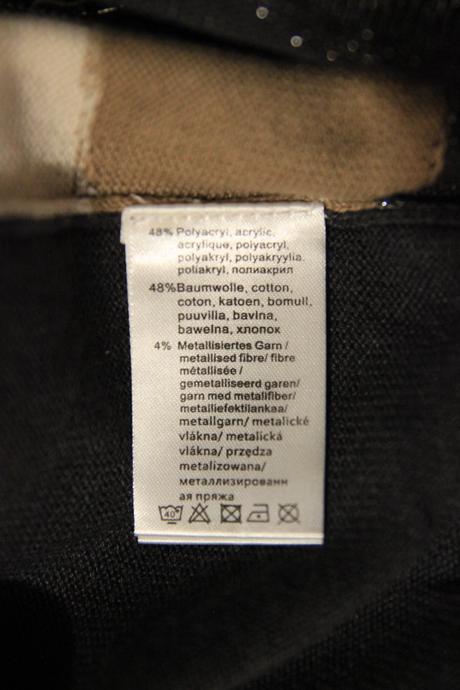 48% Polyacryl, acrylic,
acrylique, polyacryl,
polyakryl, polyakryylia,
poliakryl, полиакрил
48%Baumwolle, cotton,
coton, katoen, bomull,
puuvilla, bavlna,
bawełna, хлопок
4% Metallisiertes Garn /
metallised fibre/ fibre
métallisée /
gemetalliseerd garen/
garn med metallfiber/
metalliefektilankaa/
metallgarn/ metalické
vlákna/ metalická
vlákna/ przędza
metalizowana/
металлизированн
ая пряжа
40°